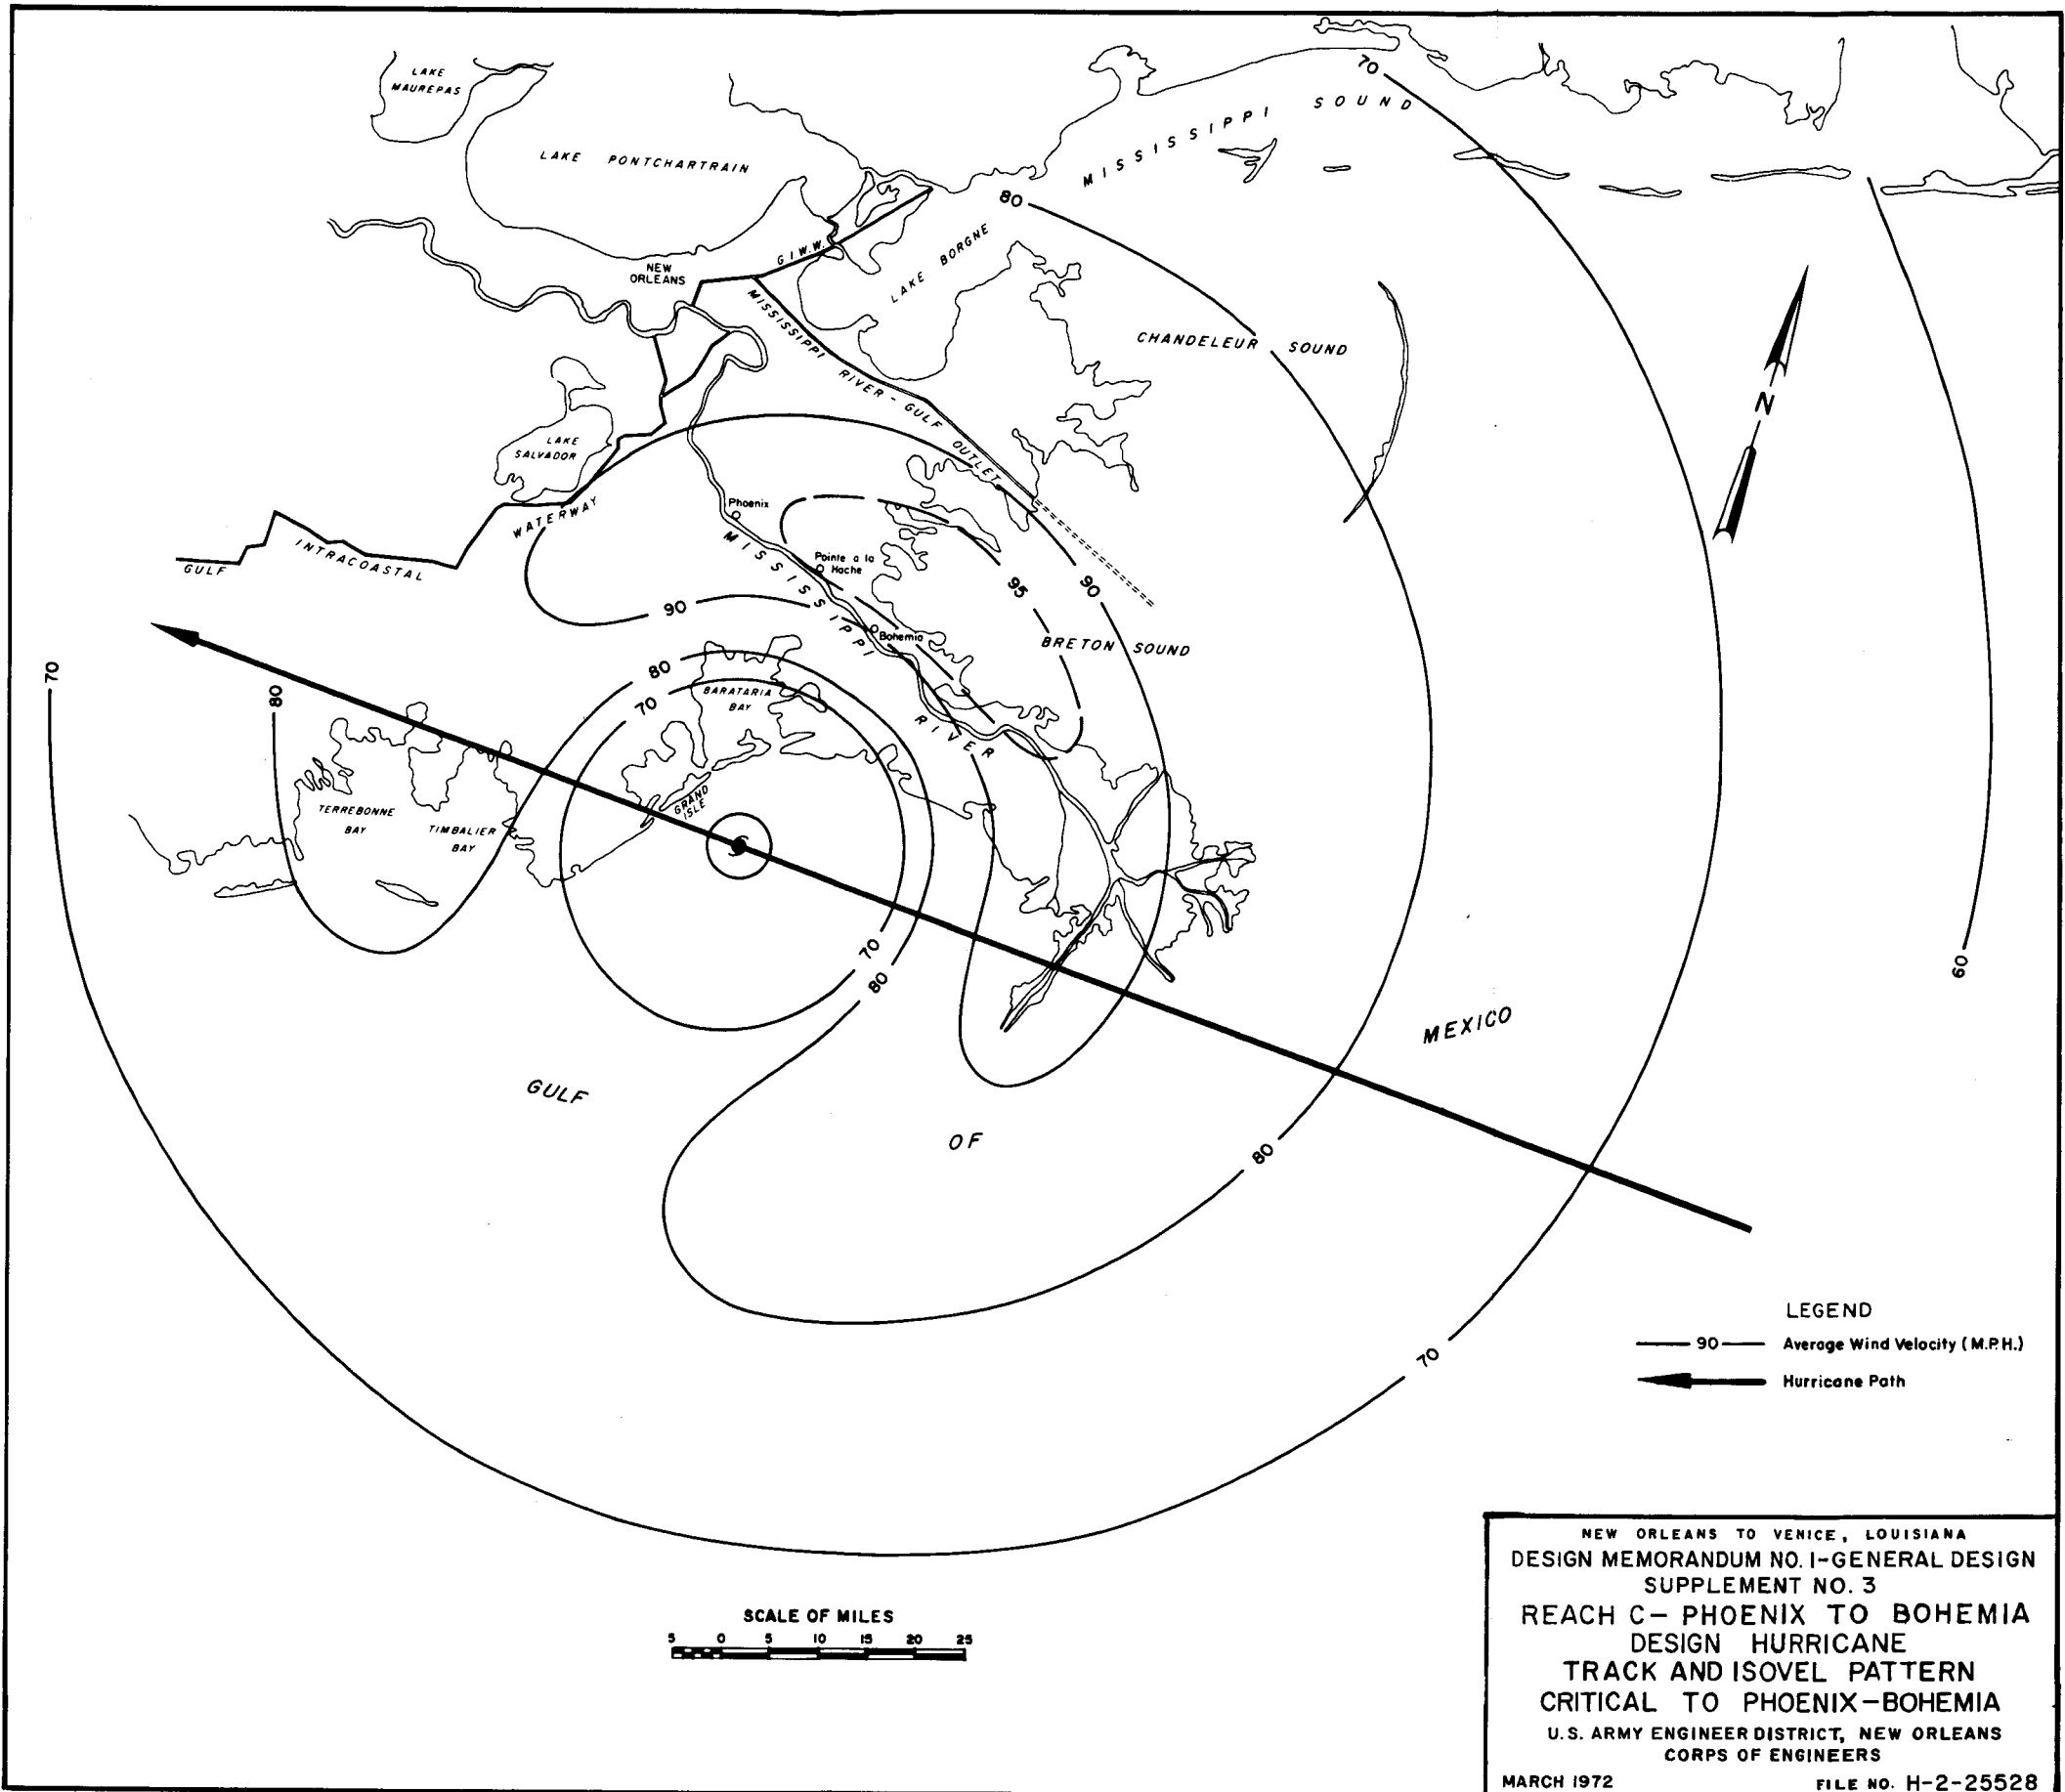 LAKE
MAUREPAS
LAKE PONTCHARTRAIN
MISSISSIPPI SOUND
70
80
NEW
ORLEANS
G.I.W.W.
LAKE BORGNE
MISSISSIPPI RIVER-GULF OUTLET
CHANDELEUR SOUND
N
LAKE
SALVADOR
GULF INTRACOASTAL WATERWAY
Phoenix
Pointe a la
Hache
Bohemia
MISSISSIPPI RIVER
95
90
90
BRETON SOUND
70
80
80
70
BARATARIA
BAY
GRAND
ISLE
TERREBONNE
BAY
TIMBALIER
BAY
70
80
60
GULF OF MEXICO
80
70
LEGEND
90 Average Wind Velocity (M.P.H.)
Hurricane Path
SCALE OF MILES
5 0 5 10 15 20 25
NEW ORLEANS TO VENICE, LOUISIANA
DESIGN MEMORANDUM NO. 1-GENERAL DESIGN
SUPPLEMENT NO. 3
REACH C- PHOENIX TO BOHEMIA
DESIGN HURRICANE
TRACK AND ISOVEL PATTERN
CRITICAL TO PHOENIX-BOHEMIA
U.S. ARMY ENGINEER DISTRICT, NEW ORLEANS
CORPS OF ENGINEERS
MARCH 1972 FILE NO. H-2-25528